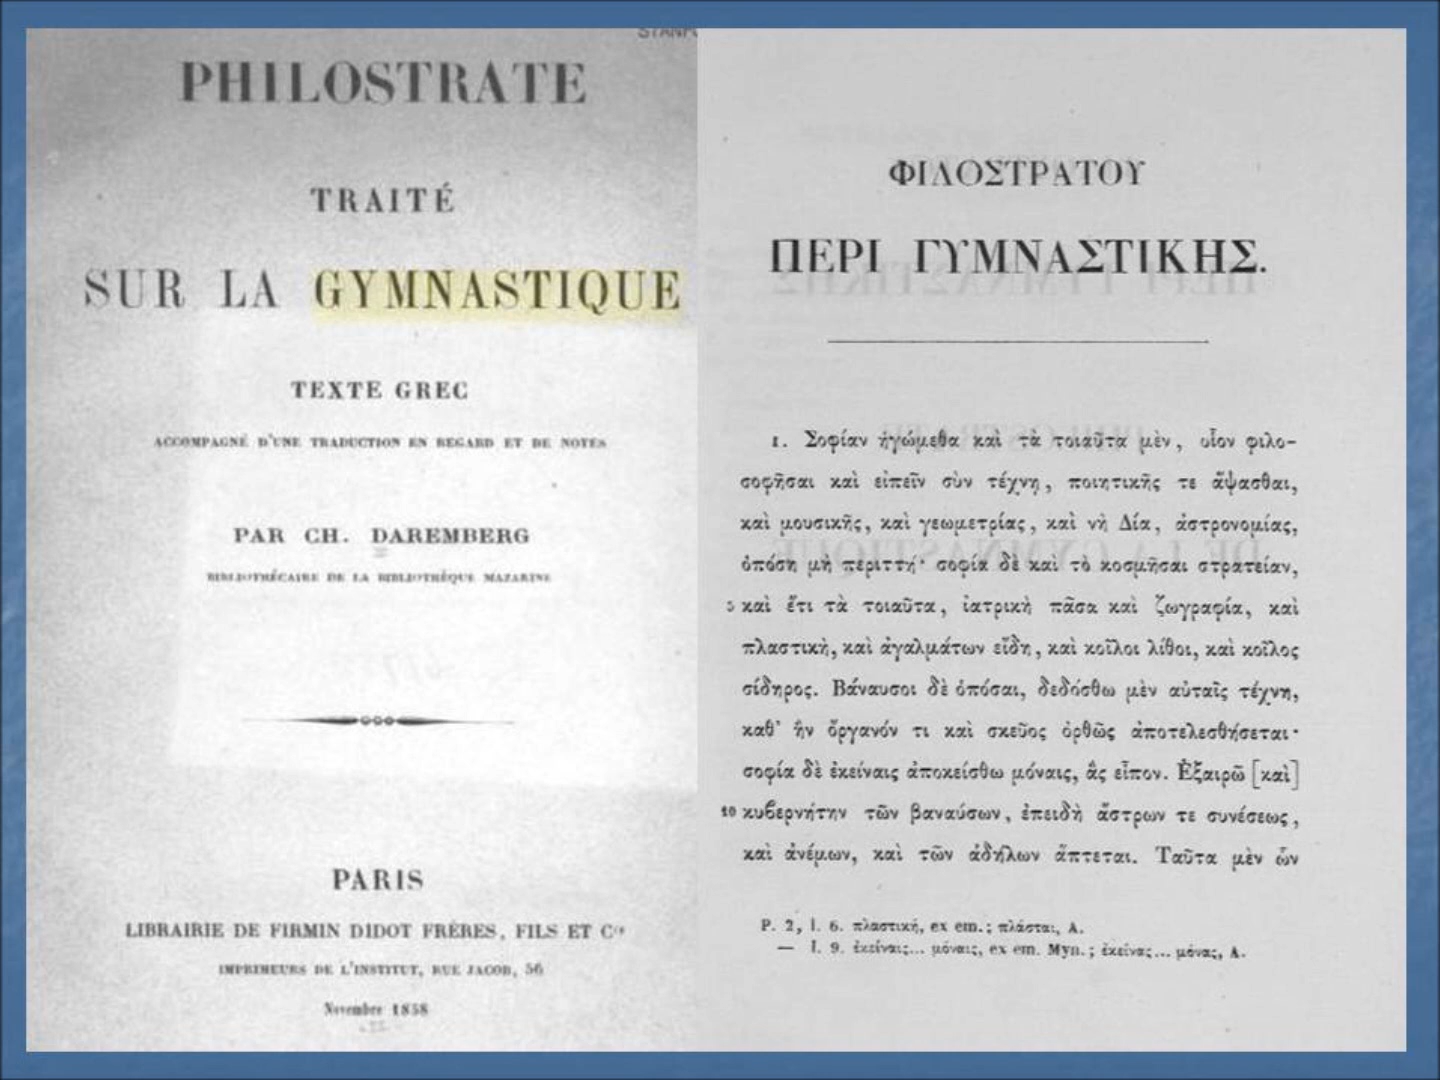 PHILOSTRATE
TRAITÉ
SUR LA GYMNASTIQUE
TEXTE GREC
ACCOMPAGNÉ D'UNE TRADUCTION EN REGARD ET DE NOTES
PAR CH. DAREMBERG
BIBLIOTHÉCAIRE DE LA BIBLIOTHÈQUE MAZARINE
PARIS
LIBRAIRIE DE FIRMIN DIDOT FRÈRES, FILS ET Cie
IMPRIMEURS DE L'INSTITUT, RUE JACOB, 56
Novembre 1858
ΦΙΛΟΣΤΡΑΤΟΥ
ΠΕΡΙ ΓΥΜΝΑΣΤΙΚΗΣ.
1. Σοφίαν ἡγώμεθα καὶ τὰ τοιαῦτα μὲν, οἷον φιλο-
σοφῆσαι καὶ εἰπεῖν σὺν τέχνῃ, ποιητικῆς τε ἅψασθαι,
καὶ μουσικῆς, καὶ γεωμετρίας, καὶ νὴ Δία, ἀστρονομίας,
ὁπόση μὴ περιττή· σοφία δὲ καὶ τὸ κοσμῆσαι στρατείαν,
5 καὶ ἔτι τὰ τοιαῦτα, ἰατρικὴ πᾶσα καὶ ζωγραφία, καὶ
πλαστικὴ, καὶ ἀγαλμάτων εἴδη, καὶ κοῖλοι λίθοι, καὶ κοῖλος
σίδηρος. Βάναυσοι δὲ ὁπόσαι, δεδόσθω μὲν αὐταῖς τέχνη,
καθ' ἣν ὄργανόν τι καὶ σκεῦος ὀρθῶς ἀποτελεσθήσεται·
σοφία δὲ ἐκείναις ἀποκείσθω μόναις, ἃς εἶπον. Ἐξαιρῶ [καὶ]
10 κυβερνήτην τῶν βαναύσων, ἐπειδὴ ἄστρων τε συνέσεως,
καὶ ἀνέμων, καὶ τῶν ἀδήλων ἅπτεται. Ταῦτα μὲν ὧν
P. 2, l. 6. πλαστική, ex em.; πλάσται, A.
— l. 9. ἐκείναις... μόναις, ex em. Myn.; ἐκείνας... μόνας, A.